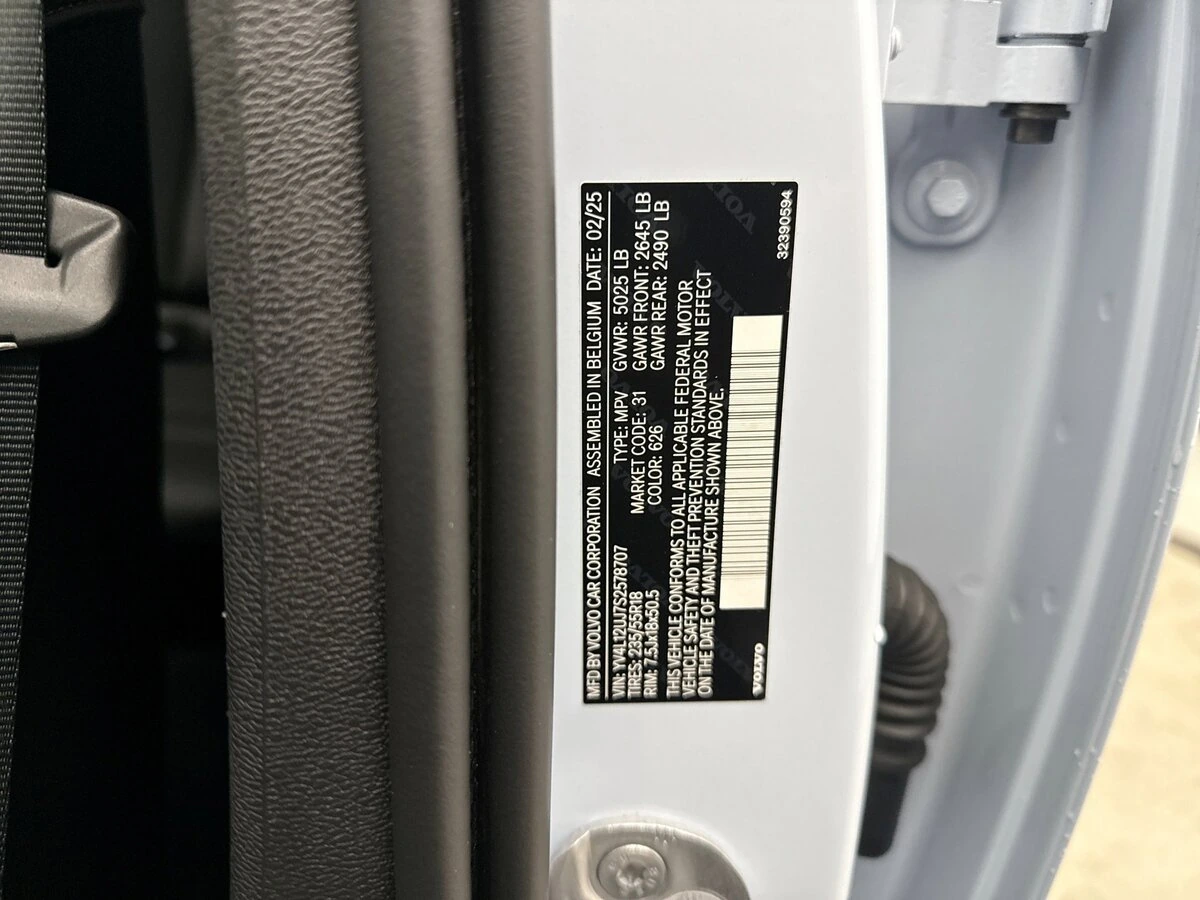 MFD BY VOLVO CAR CORPORATION ASSEMBLED IN BELGIUM DATE: 02/25
VIN: YV4L12UJ7S2578707 TYPE: MPV GVWR: 5025 LB
TIRES: 235/55R18 MARKET CODE: 31 GAWR FRONT: 2645 LB
RIM: 7.5Jx18x50.5 COLOR: 626 GAWR REAR: 2490 LB
THIS VEHICLE CONFORMS TO ALL APPLICABLE FEDERAL MOTOR
VEHICLE SAFETY AND THEFT PREVENTION STANDARDS IN EFFECT
ON THE DATE OF MANUFACTURE SHOWN ABOVE.
VOLVO
32390594